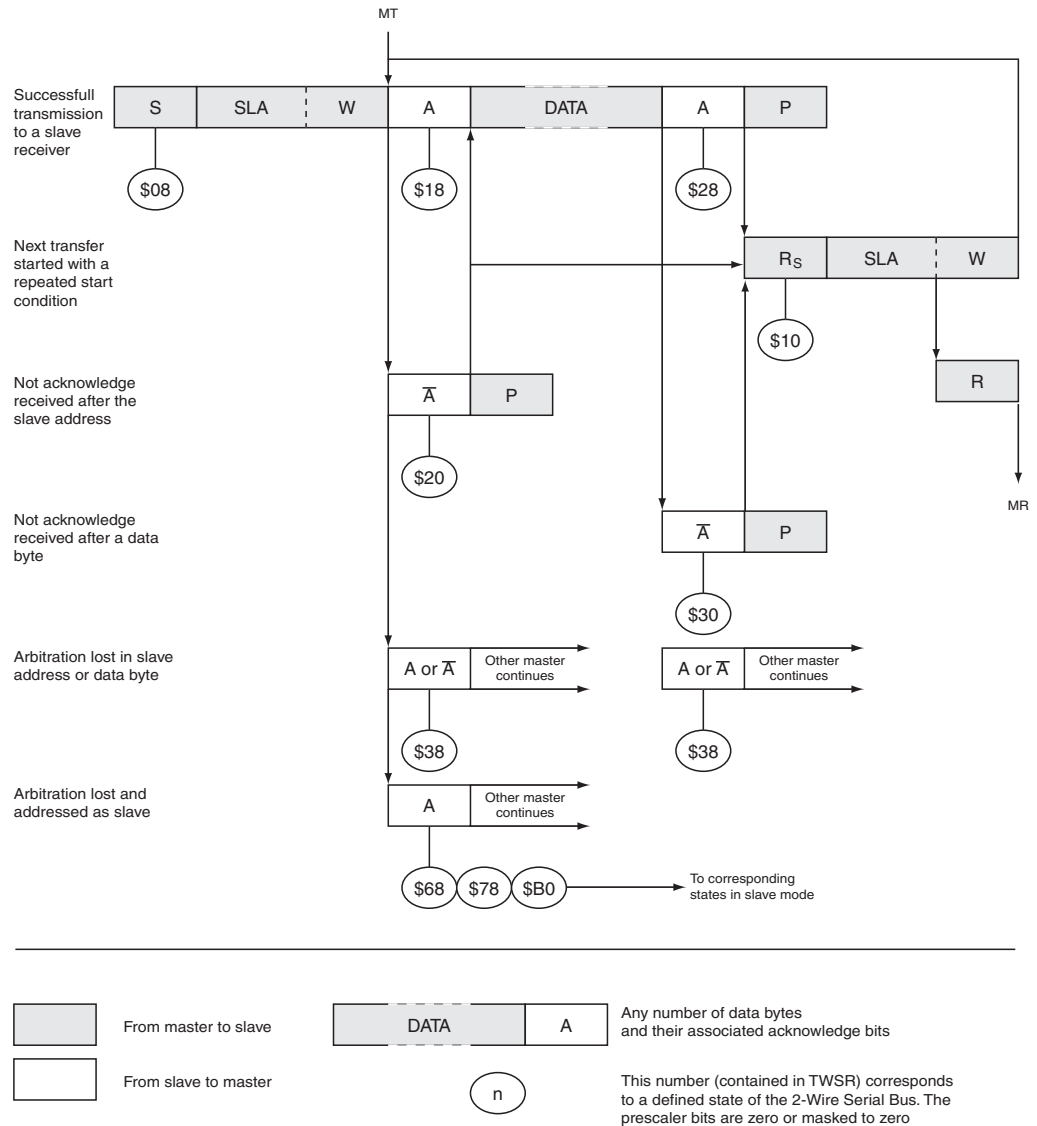 MT
Successfull
transmission
to a slave
receiver
S SLA W A DATA A P
$08 $18 $28
Next transfer
started with a
repeated start
condition
RS SLA W
$10
Not acknowledge
received after the
slave address
A̅ P
R
$20
MR
Not acknowledge
received after a data
byte
A̅ P
$30
Arbitration lost in slave
address or data byte
A or A̅ Other master
continues
A or A̅ Other master
continues
$38 $38
Arbitration lost and
addressed as slave
A Other master
continues
$68 $78 $B0 To corresponding
states in slave mode
From master to slave
DATA A
Any number of data bytes
and their associated acknowledge bits
From slave to master
n
This number (contained in TWSR) corresponds
to a defined state of the 2-Wire Serial Bus. The
prescaler bits are zero or masked to zero